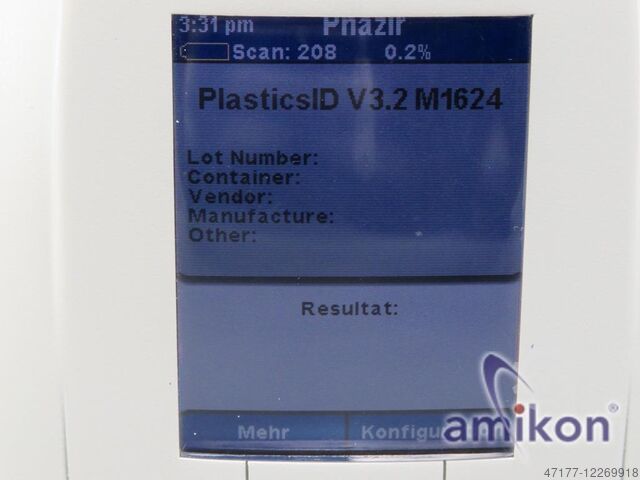 3:31 pm Phazir
Scan: 208 0.2%
PlasticsID V3.2 M1624
Lot Number:
Container:
Vendor:
Manufacture:
Other:
Resultat:
Mehr
amikon®
47177-12269918